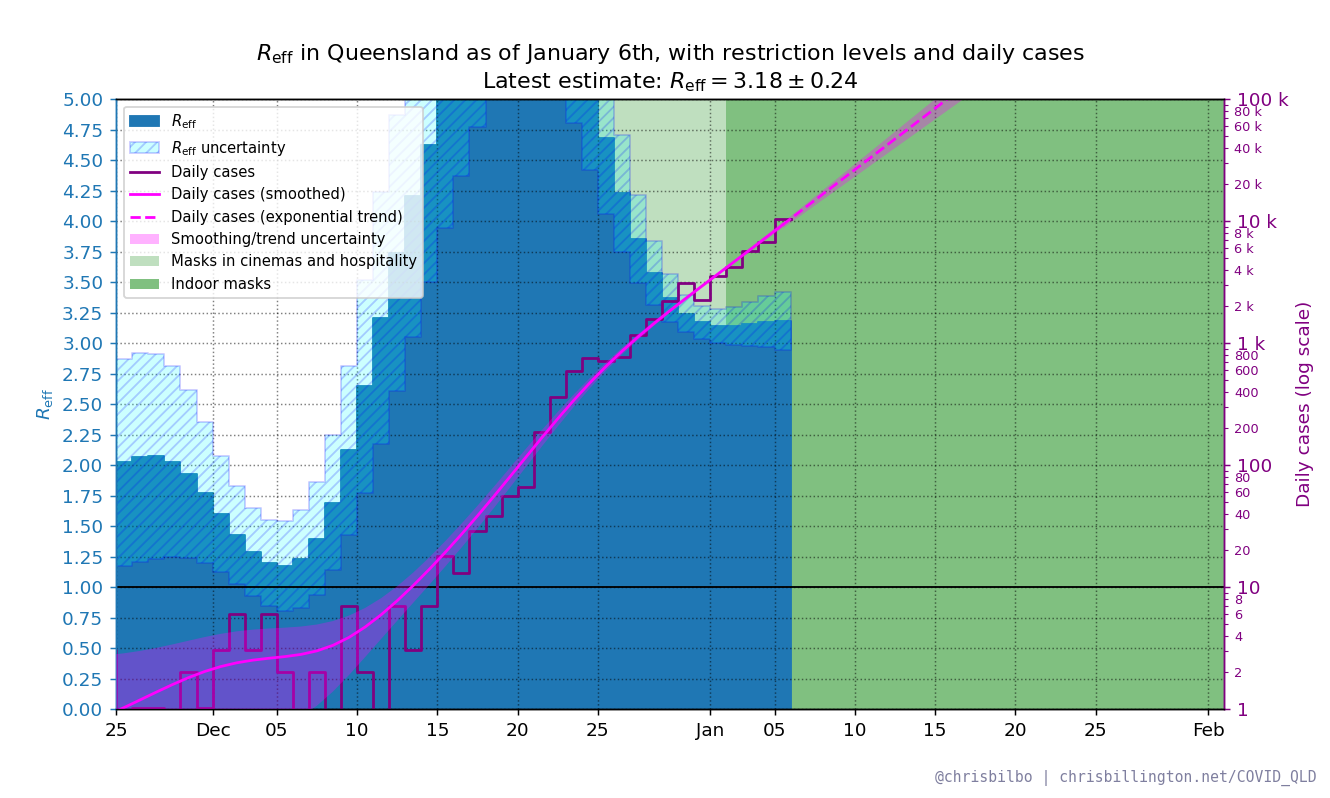 R_eff in Queensland as of January 6th, with restriction levels and daily cases
Latest estimate: R_eff = 3.18 ± 0.24
R_eff
R_eff uncertainty
Daily cases
Daily cases (smoothed)
Daily cases (exponential trend)
Smoothing/trend uncertainty
Masks in cinemas and hospitality
Indoor masks
R_eff
5.00
4.75
4.50
4.25
4.00
3.75
3.50
3.25
3.00
2.75
2.50
2.25
2.00
1.75
1.50
1.25
1.00
0.75
0.50
0.25
0.00
25
Dec
05
10
15
20
25
Jan
05
10
15
20
25
Feb
100 k
80 k
60 k
40 k
20 k
10 k
8 k
6 k
4 k
2 k
1 k
800
600
400
200
100
80
60
40
20
10
8
6
4
2
1
Daily cases (log scale)
@chrisbilbo | chrisbillington.net/COVID_QLD